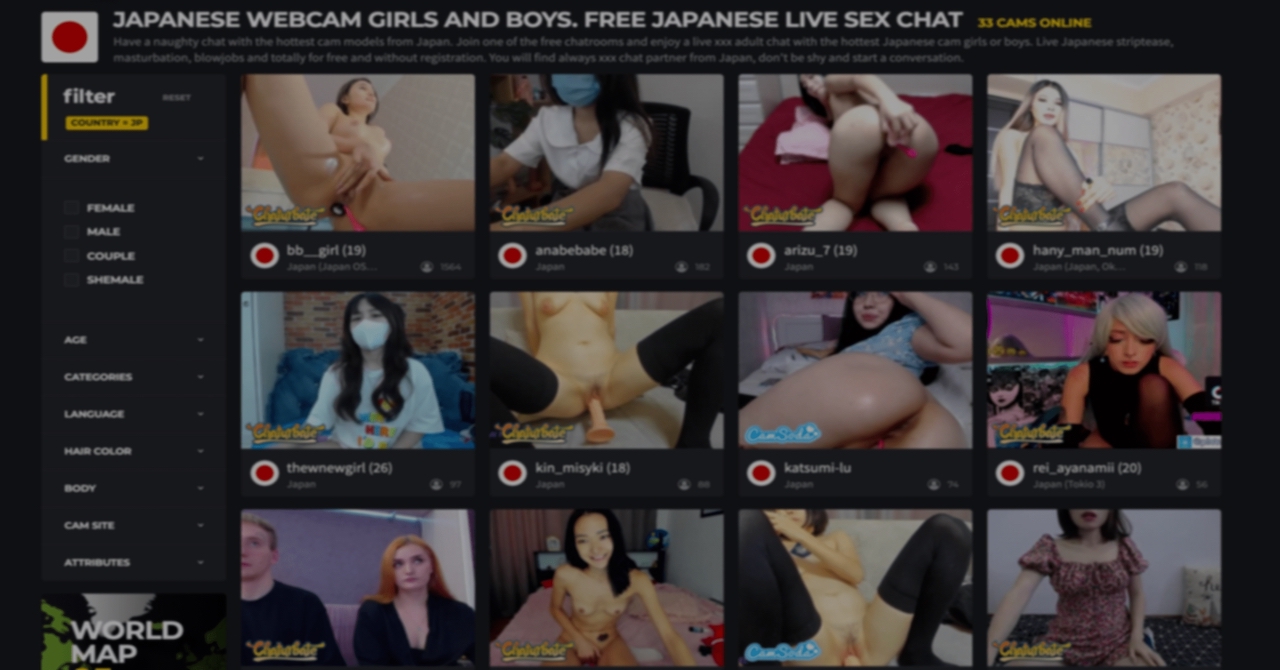 JAPANESE WEBCAM GIRLS AND BOYS. FREE JAPANESE LIVE SEX CHAT 33 CAMS ONLINE
Have a naughty chat with the hottest cam models from Japan. Join one of the free chatrooms and enjoy a live xxx adult chat with the hottest Japanese cam girls or boys. Live Japanese striptease,
masturbation, blowjobs and totally for free and without registration. You will find always xxx chat partner from Japan, don't be shy and start a conversation.
filter RESET
COUNTRY = JP
GENDER
FEMALE
MALE
COUPLE
SHEMALE
AGE
CATEGORIES
LANGUAGE
HAIR COLOR
BODY
CAM SITE
ATTRIBUTES
WORLD
MAP
Chaturbate
Chaturbate
Chaturbate
Chaturbate
bb__girl (19)
Japan (Japan OS...
1564
anabebabe (18)
Japan
182
arizu_7 (19)
Japan
143
hany_man_num (19)
Japan (Japan, Ok...
118
Chaturbate
Chaturbate
CamSoda
Chaturbate
thewnewgirl (26)
Japan
97
kin_misyki (18)
Japan
88
katsumi-lu
Japan
74
rei_ayanamii (20)
Japan (Tokio 3)
56
Chaturbate
Chaturbate
CamSoda
Chaturbate